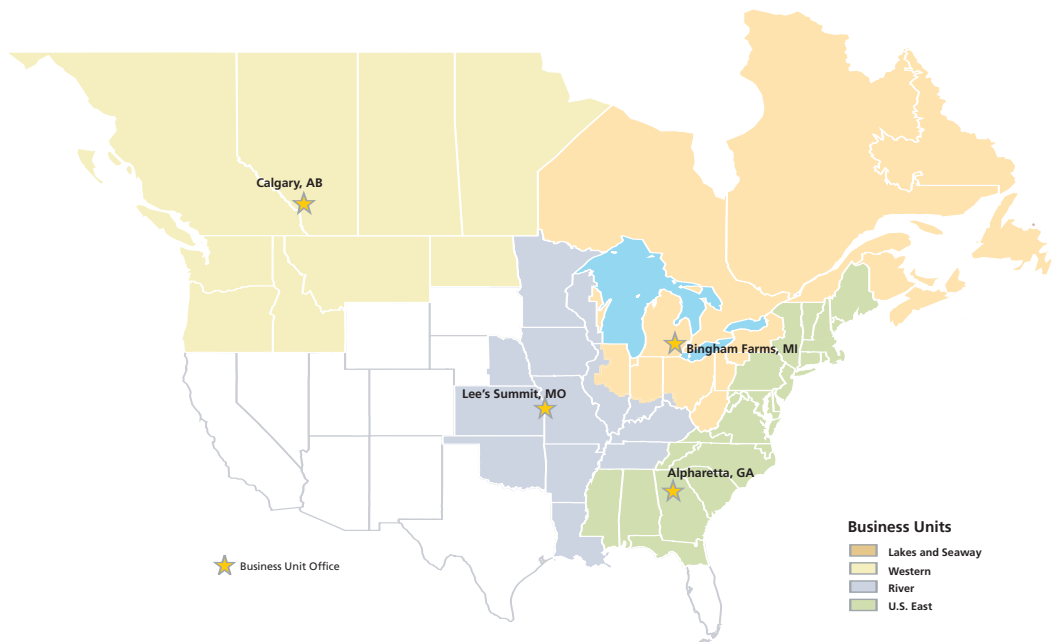 Calgary, AB
Bingham Farms, MI
Lee's Summit, MO
Alpharetta, GA
Business Unit Office
Business Units
Lakes and Seaway
Western
River
U.S. East